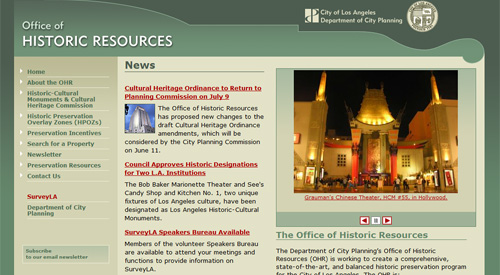 Office of
HISTORIC RESOURCES
City of Los Angeles
Department of City Planning
Home
About the OHR
Historic-Cultural
Monuments & Cultural
Heritage Commission
Historic Preservation
Overlay Zones (HPOZs)
Preservation Incentives
Search for a Property
Newsletter
Preservation Resources
Contact Us
SurveyLA
Department of City
Planning
Subscribe
to our email newsletter
News
Cultural Heritage Ordinance to Return to
Planning Commission on July 9
The Office of Historic Resources
has proposed new changes to the
draft Cultural Heritage Ordinance
amendments, which will be
considered by the City Planning
Commission on June 11.
Council Approves Historic Designations
for Two L.A. Institutions
The Bob Baker Marionette Theater and See's
Candy Shop and Kitchen No. 1, two unique
fixtures of Los Angeles culture, have been
designated as Los Angeles Historic-Cultural
Monuments.
SurveyLA Speakers Bureau Available
Members of the volunteer Speakers Bureau
are available to attend your meetings and
functions to provide information on
SurveyLA.
Grauman's Chinese Theater, HCM #55, in Hollywood.
The Office of Historic Resources
The Department of City Planning's Office of Historic
Resources (OHR) is working to create a comprehensive,
state-of-the-art, and balanced historic preservation program
for the City of Los Angeles. The OHR is: